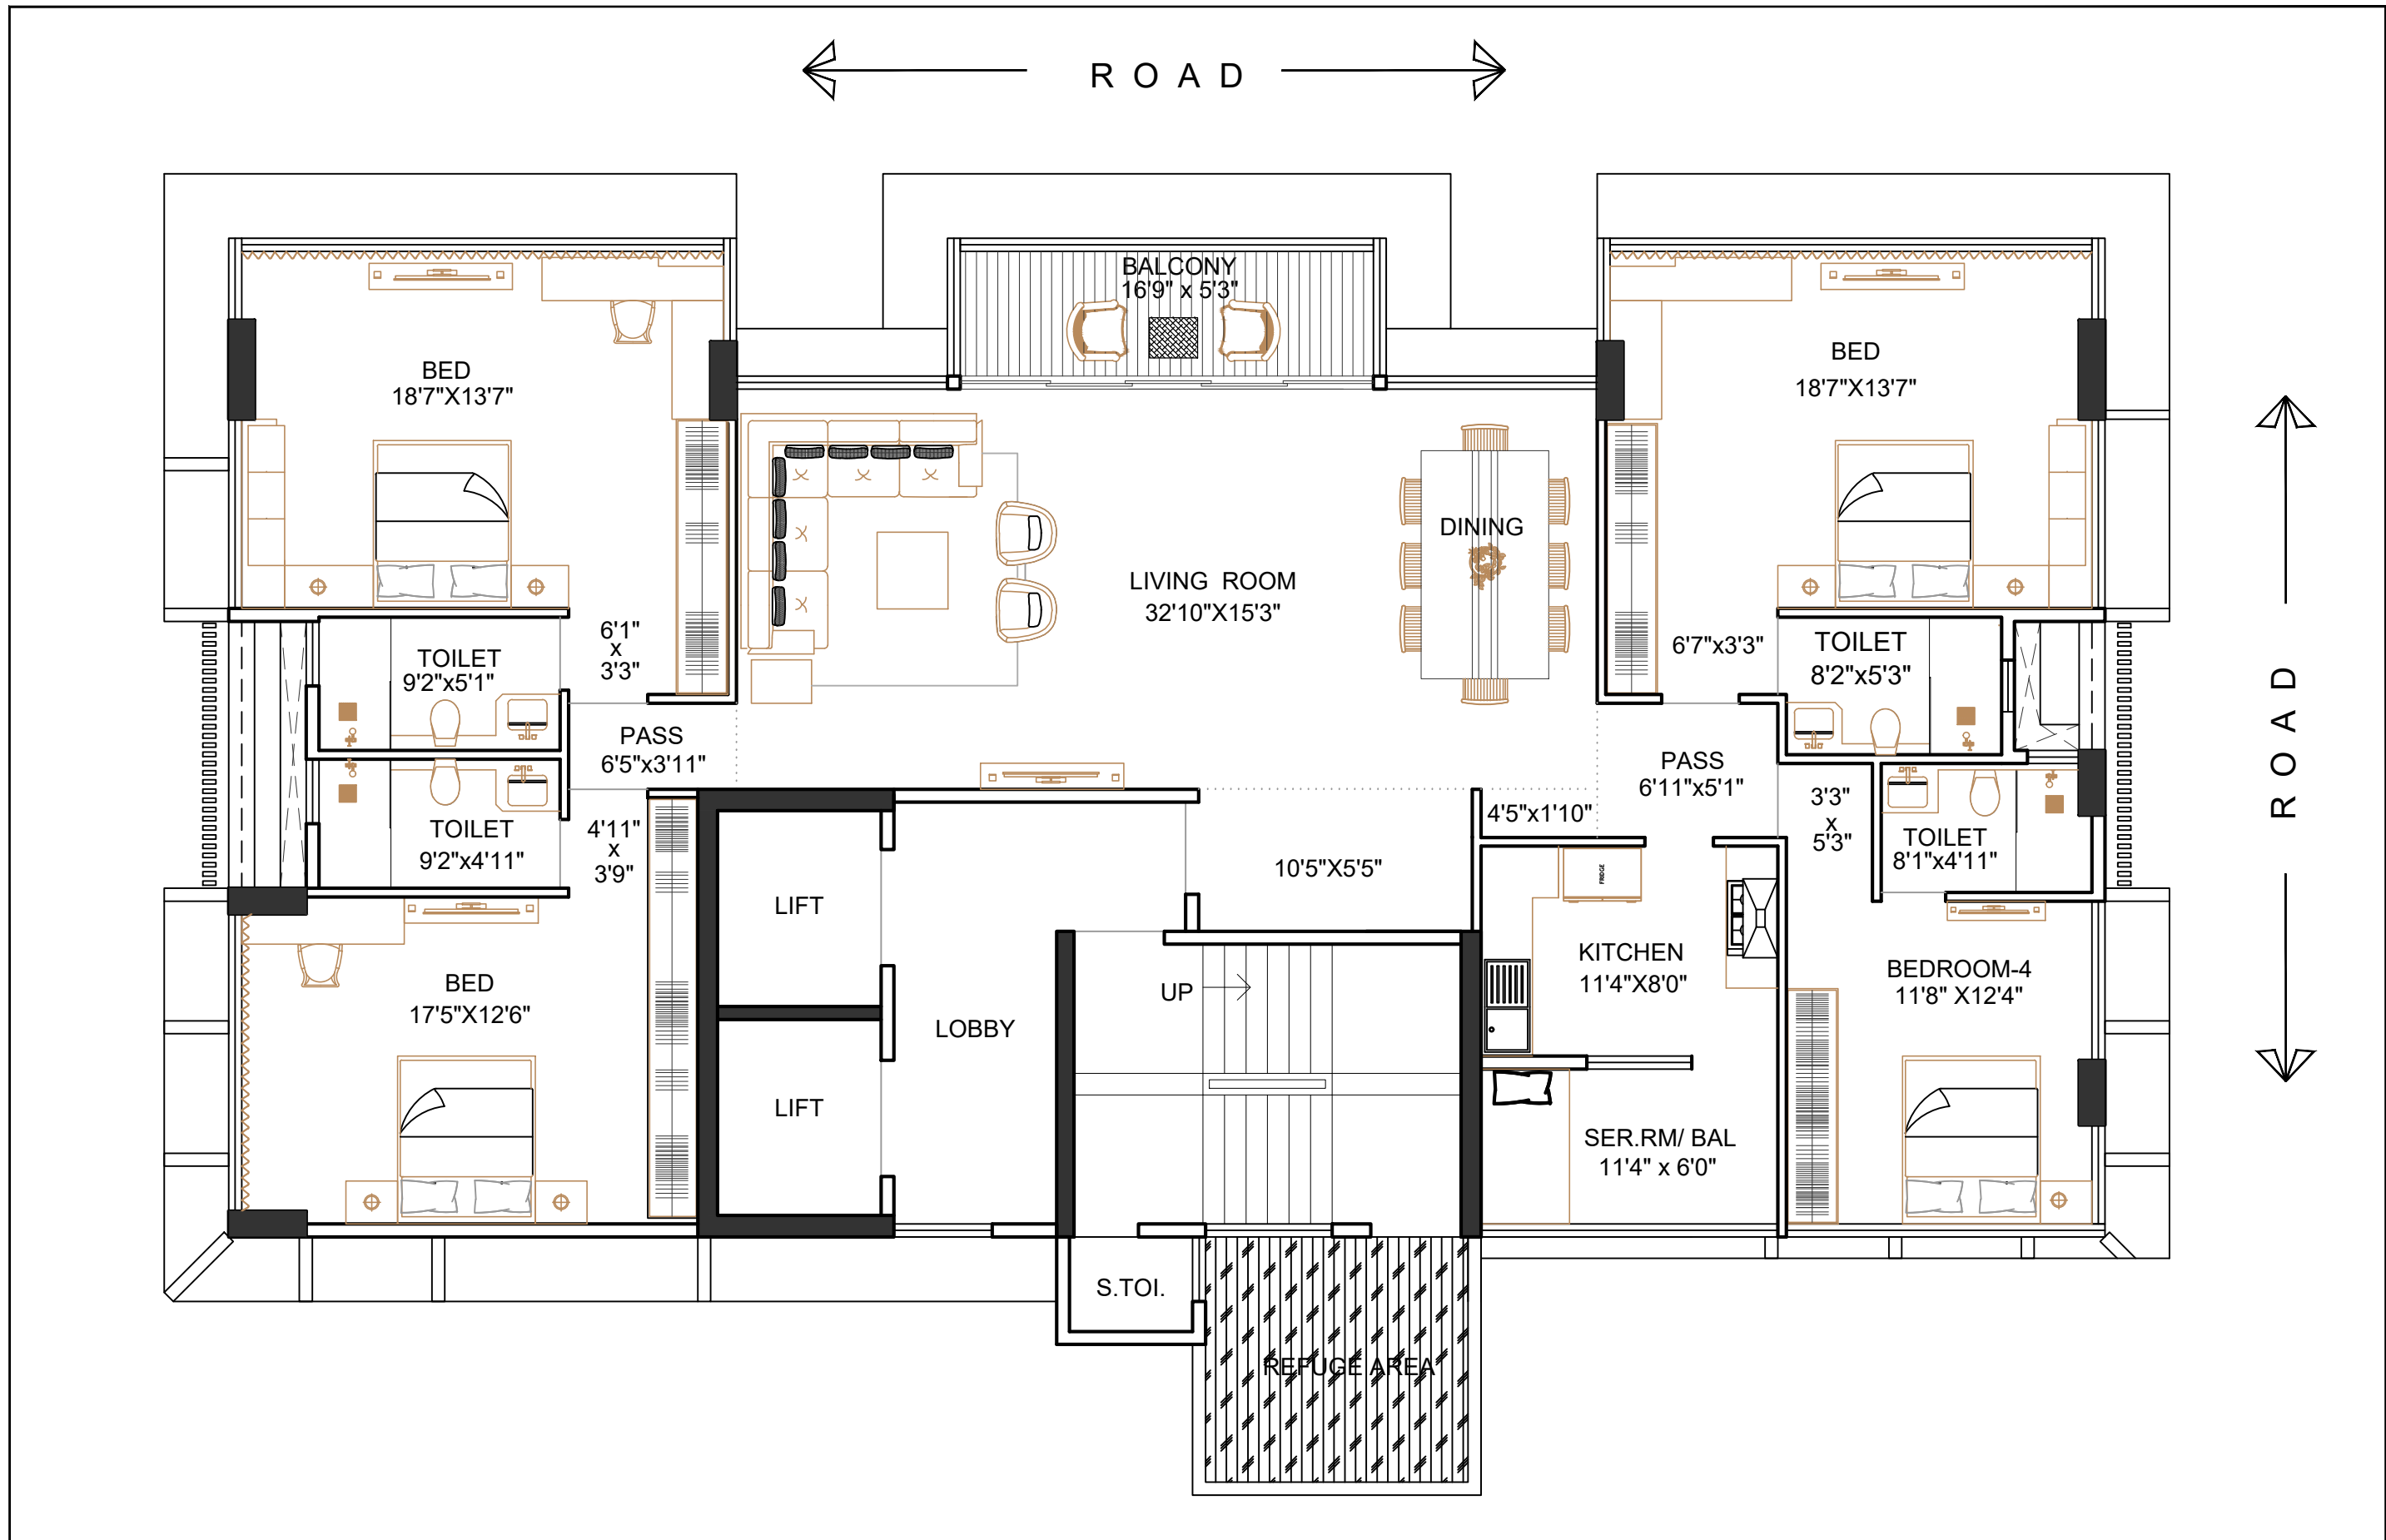 R O A D
BALCONY
16'9" x 5'3"
BED
18'7"X13'7"
BED
18'7"X13'7"
DINING
LIVING ROOM
32'10"X15'3"
6'1"
x
3'3"
TOILET
9'2"x5'1"
6'7"x3'3"
TOILET
8'2"x5'3"
PASS
6'5"x3'11"
PASS
6'11"x5'1"
R O A D
TOILET
9'2"x4'11"
4'11"
x
3'9"
4'5"x1'10"
3'3"
x
5'3"
TOILET
8'1"x4'11"
10'5"X5'5"
FRIDGE
LIFT
KITCHEN
11'4"X8'0"
BEDROOM-4
11'8" X12'4"
BED
17'5"X12'6"
UP
LOBBY
LIFT
SER.RM/ BAL
11'4" x 6'0"
S.TOI.
REFUGE AREA